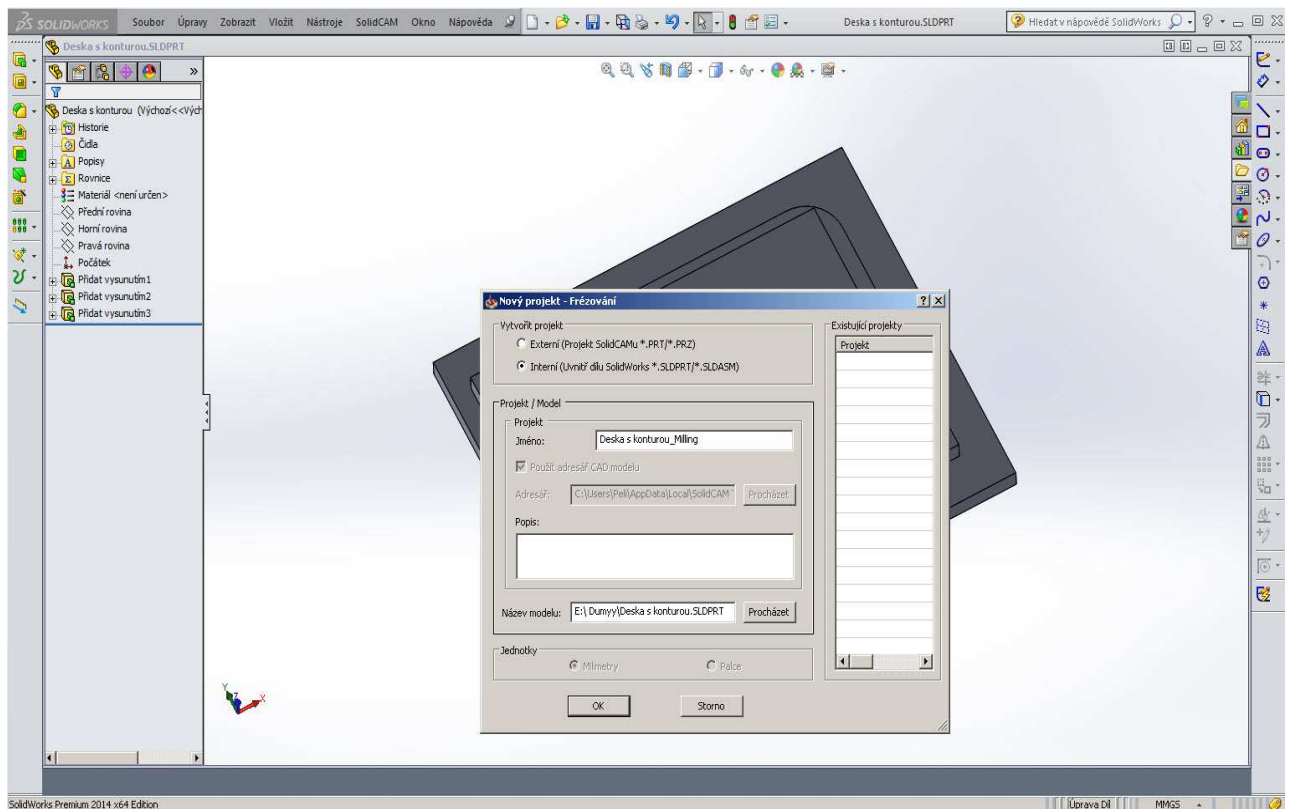 SOLIDWORKS Soubor Úpravy Zobrazit Vložit Nástroje SolidCAM Okno Nápověda Deska s konturou.SLDPRT Hledat v nápovědě SolidWorks
Deska s konturou.SLDPRT
Deska s konturou (Výchozí<<Vých
Historie
Čidla
Popisy
Rovnice
Materiál <není určen>
Přední rovina
Horní rovina
Pravá rovina
Počátek
Přidat vysunutím1
Přidat vysunutím2
Přidat vysunutím3
Nový projekt - Frézování
Vytvořit projekt
Externí (Projekt SolidCAMu *.PRT/*.PRZ)
Interní (Uvnitř dílu SolidWorks *.SLDPRT/*.SLDASM)
Projekt / Model
Projekt
Jméno: Deska s konturou_Milling
Použít adresář CAD modelu
Adresář: C:\Users\Peli\AppData\Local\SolidCAM Procházet
Popis:
Název modelu: E:\ Dumyy\Deska s konturou.SLDPRT Procházet
Jednotky
Milmetry Palce
OK Storno
Existující projekty
Projekt
Y Z X
SolidWorks Premium 2014 x64 Edition Úprava Díl MMGS